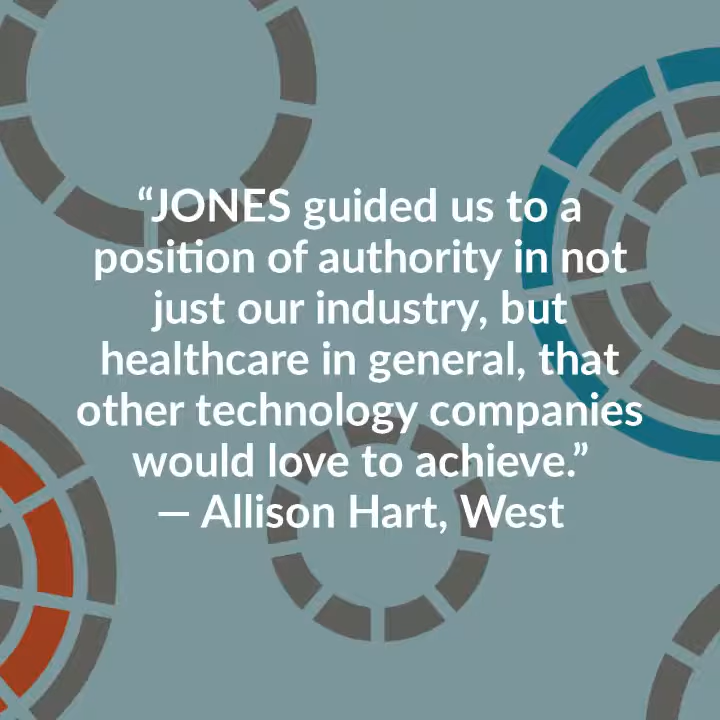 “JONES guided us to a
position of authority in not
just our industry, but
healthcare in general, that
other technology companies
would love to achieve.”
— Allison Hart, West